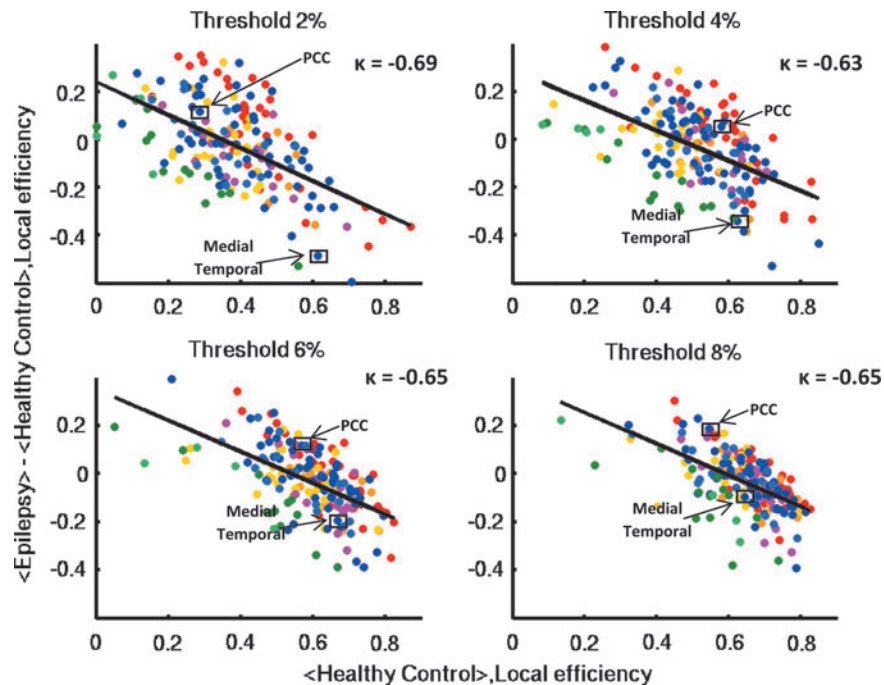 Threshold 2%
Threshold 4%
κ = -0.69
κ = -0.63
PCC
PCC
Medial
Temporal
Medial
Temporal
0.2
0
-0.2
-0.4
0.2
0
-0.2
-0.4
0 0.2 0.4 0.6 0.8
0 0.2 0.4 0.6 0.8
<Epilepsy> - <Healthy Control>,Local efficiency
Threshold 6%
Threshold 8%
κ = -0.65
κ = -0.65
PCC
PCC
Medial
Temporal
Medial
Temporal
0.2
0
-0.2
-0.4
0.2
0
-0.2
-0.4
0 0.2 0.4 0.6 0.8
0 0.2 0.4 0.6 0.8
<Healthy Control>,Local efficiency